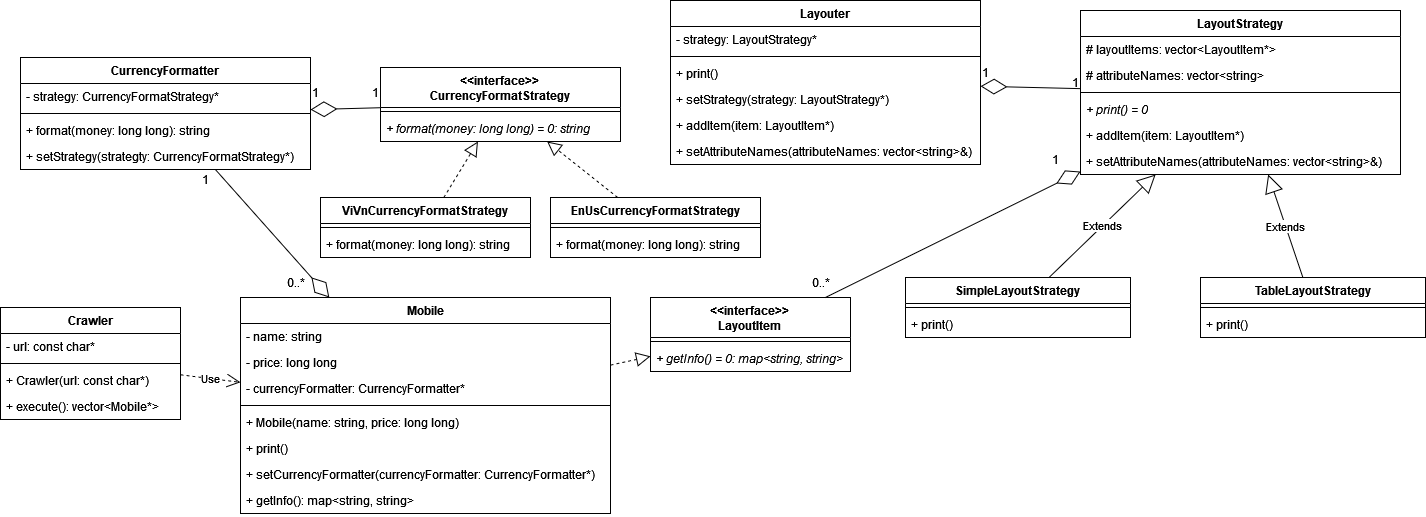 CurrencyFormatter
- strategy: CurrencyFormatStrategy*
+ format(money: long long): string
+ setStrategy(strategty: CurrencyFormatStrategy*)
1
1
<<interface>>
CurrencyFormatStrategy
+ format(money: long long) = 0: string
ViVnCurrencyFormatStrategy
+ format(money: long long): string
EnUsCurrencyFormatStrategy
+ format(money: long long): string
Layouter
- strategy: LayoutStrategy*
+ print()
+ setStrategy(strategy: LayoutStrategy*)
+ addItem(item: LayoutItem*)
+ setAttributeNames(attributeNames: vector<string>&)
1
1
LayoutStrategy
# layoutItems: vector<LayoutItem*>
# attributeNames: vector<string>
+ print() = 0
+ addItem(item: LayoutItem*)
+ setAttributeNames(attributeNames: vector<string>&)
1
0..*
Extends
Extends
SimpleLayoutStrategy
+ print()
TableLayoutStrategy
+ print()
1
0..*
Crawler
- url: const char*
+ Crawler(url: const char*)
+ execute(): vector<Mobile*>
Use
Mobile
- name: string
- price: long long
- currencyFormatter: CurrencyFormatter*
+ Mobile(name: string, price: long long)
+ print()
+ setCurrencyFormatter(currencyFormatter: CurrencyFormatter*)
+ getInfo(): map<string, string>
<<interface>>
LayoutItem
+ getInfo() = 0: map<string, string>